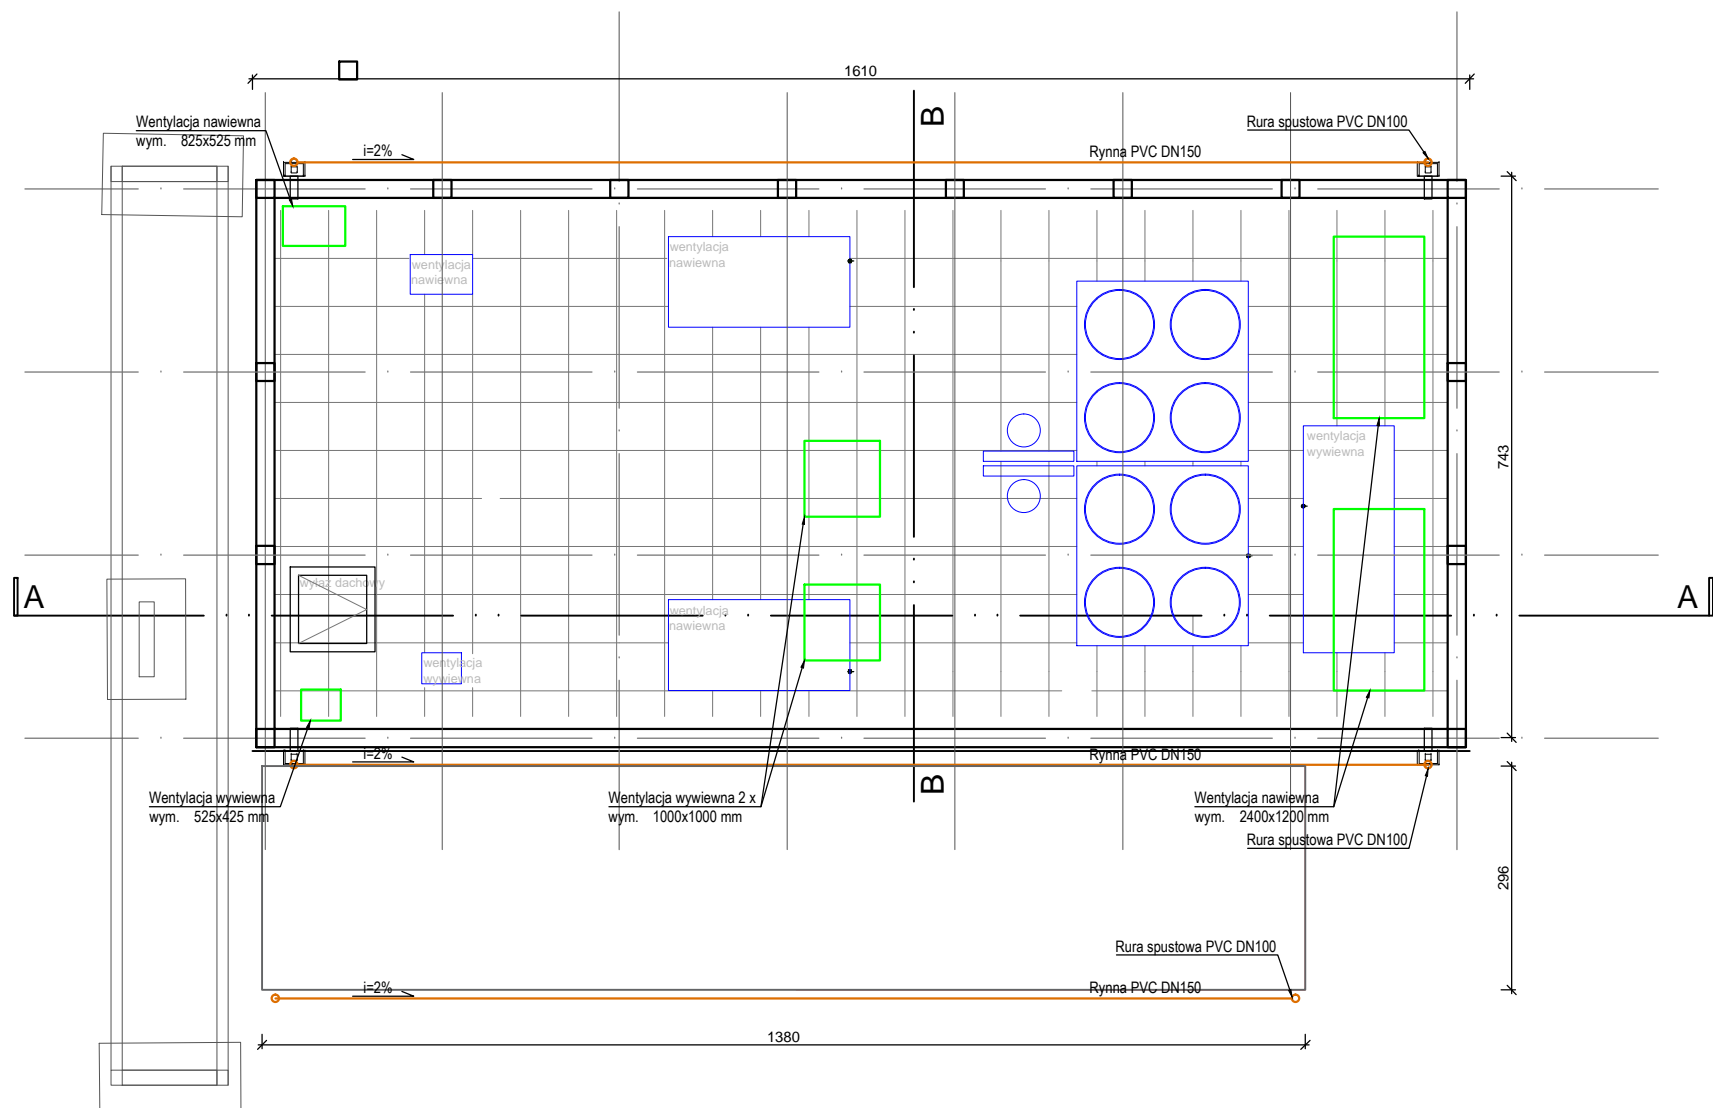 1610
B
Wentylacja nawiewna
wym. 825x525 mm
Rura spustowa PVC DN100
i=2%
Rynna PVC DN150
wentylacja
nawiewna
wentylacja
nawiewna
wentylacja
wywiewna
743
wyłaz dachowy
A
A
wentylacja
nawiewna
wentylacja
wywiewna
i=2%
Rynna PVC DN150
B
Wentylacja wywiewna
wym. 525x425 mm
Wentylacja wywiewna 2 x
wym. 1000x1000 mm
Wentylacja nawiewna
wym. 2400x1200 mm
Rura spustowa PVC DN100
296
Rura spustowa PVC DN100
i=2%
Rynna PVC DN150
1380